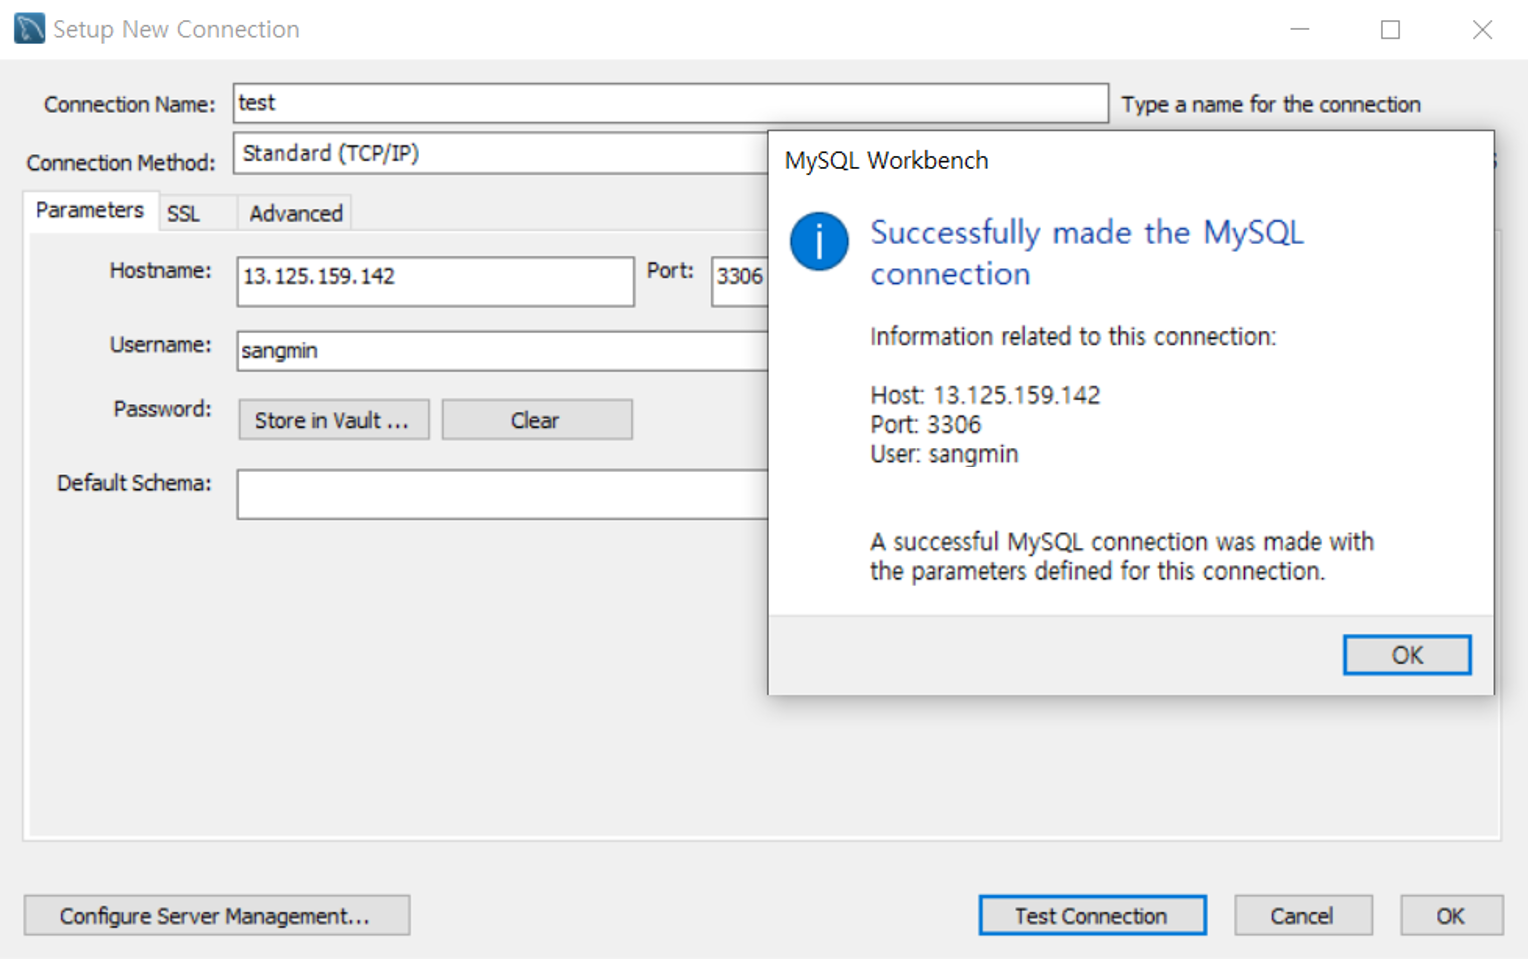 Setup New Connection
Connection Name: test Type a name for the connection
Connection Method: Standard (TCP/IP)
Parameters SSL Advanced
Hostname: 13.125.159.142 Port: 3306
Username: sangmin
Password: Store in Vault ... Clear
Default Schema:
MySQL Workbench
Successfully made the MySQL
connection
Information related to this connection:
Host: 13.125.159.142
Port: 3306
User: sangmin
A successful MySQL connection was made with
the parameters defined for this connection.
OK
Configure Server Management... Test Connection Cancel OK